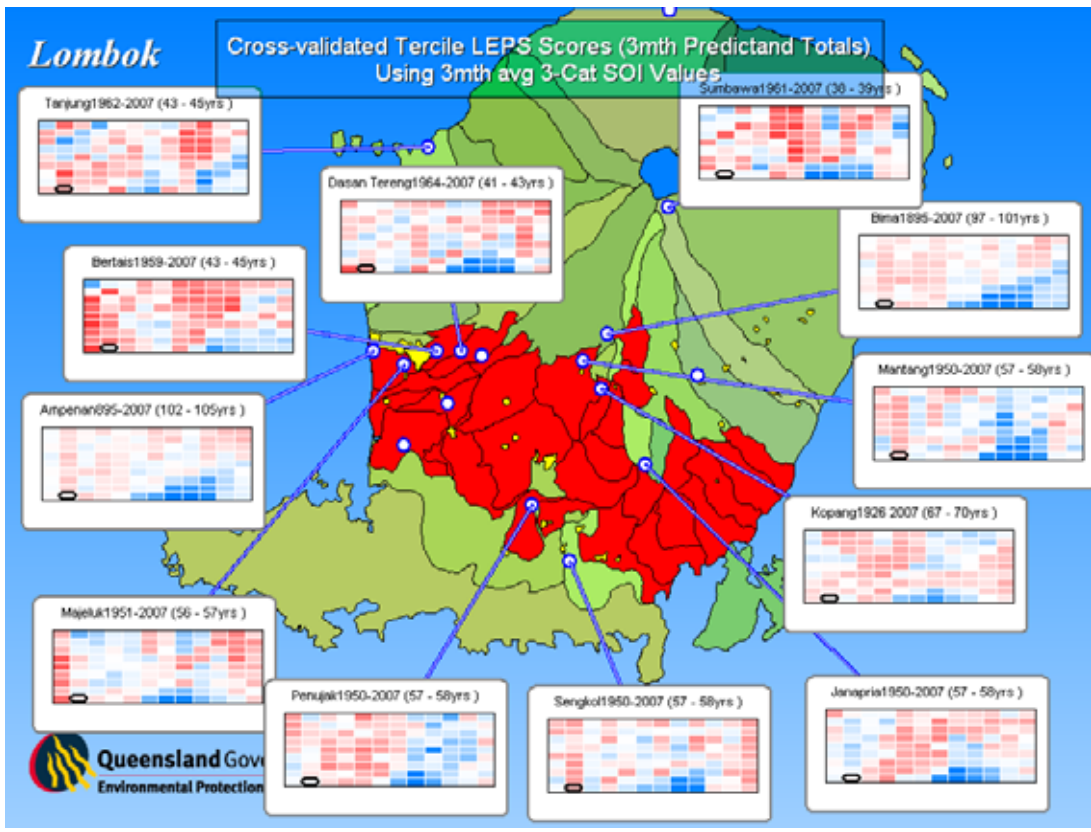 Lombok
Cross-validated Tercile LEPS Scores (3mth Predictand Totals)
Using 3mth avg 3-Cat SOI Values
Tanjung1962-2007 (43 - 45yrs )
Sumbawa1961-2007 (38 - 39yrs )
Dasan Tereng1964-2007 (41 - 43yrs )
Bima1895-2007 (97 - 101yrs )
Bertais1959-2007 (43 - 45yrs )
Mantang1950-2007 (57 - 58yrs )
Ampenan895-2007 (102 - 105yrs )
Kopang1926 2007 (67 - 70yrs )
Majeluk1951-2007 (56 - 57yrs )
Penujak1950-2007 (57 - 58yrs )
Sengkol1950-2007 (57 - 58yrs )
Janapria1950-2007 (57 - 58yrs )
Queensland Gov
Environmental Protection